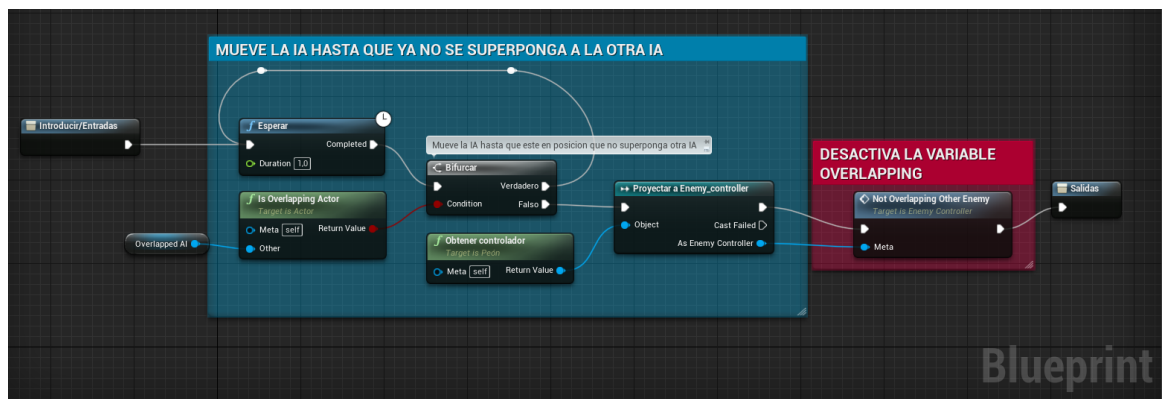 MUEVE LA IA HASTA QUE YA NO SE SUPERPONGA A LA OTRA IA
Introducir/Entradas
Esperar
Completed
Duration 1,0
Mueve la IA hasta que este en posicion que no superponga otra IA
Bifurcar
Verdadero
Condition Falso
Is Overlapping Actor
Target is Actor
Meta self Return Value
Other
Overlapped AI
Obtener controlador
Target is Peón
Meta self Return Value
Proyectar a Enemy_controller
Object Cast Failed
As Enemy Controller
DESACTIVA LA VARIABLE
OVERLAPPING
Not Overlapping Other Enemy
Target is Enemy Controller
Meta
Salidas
Blueprint